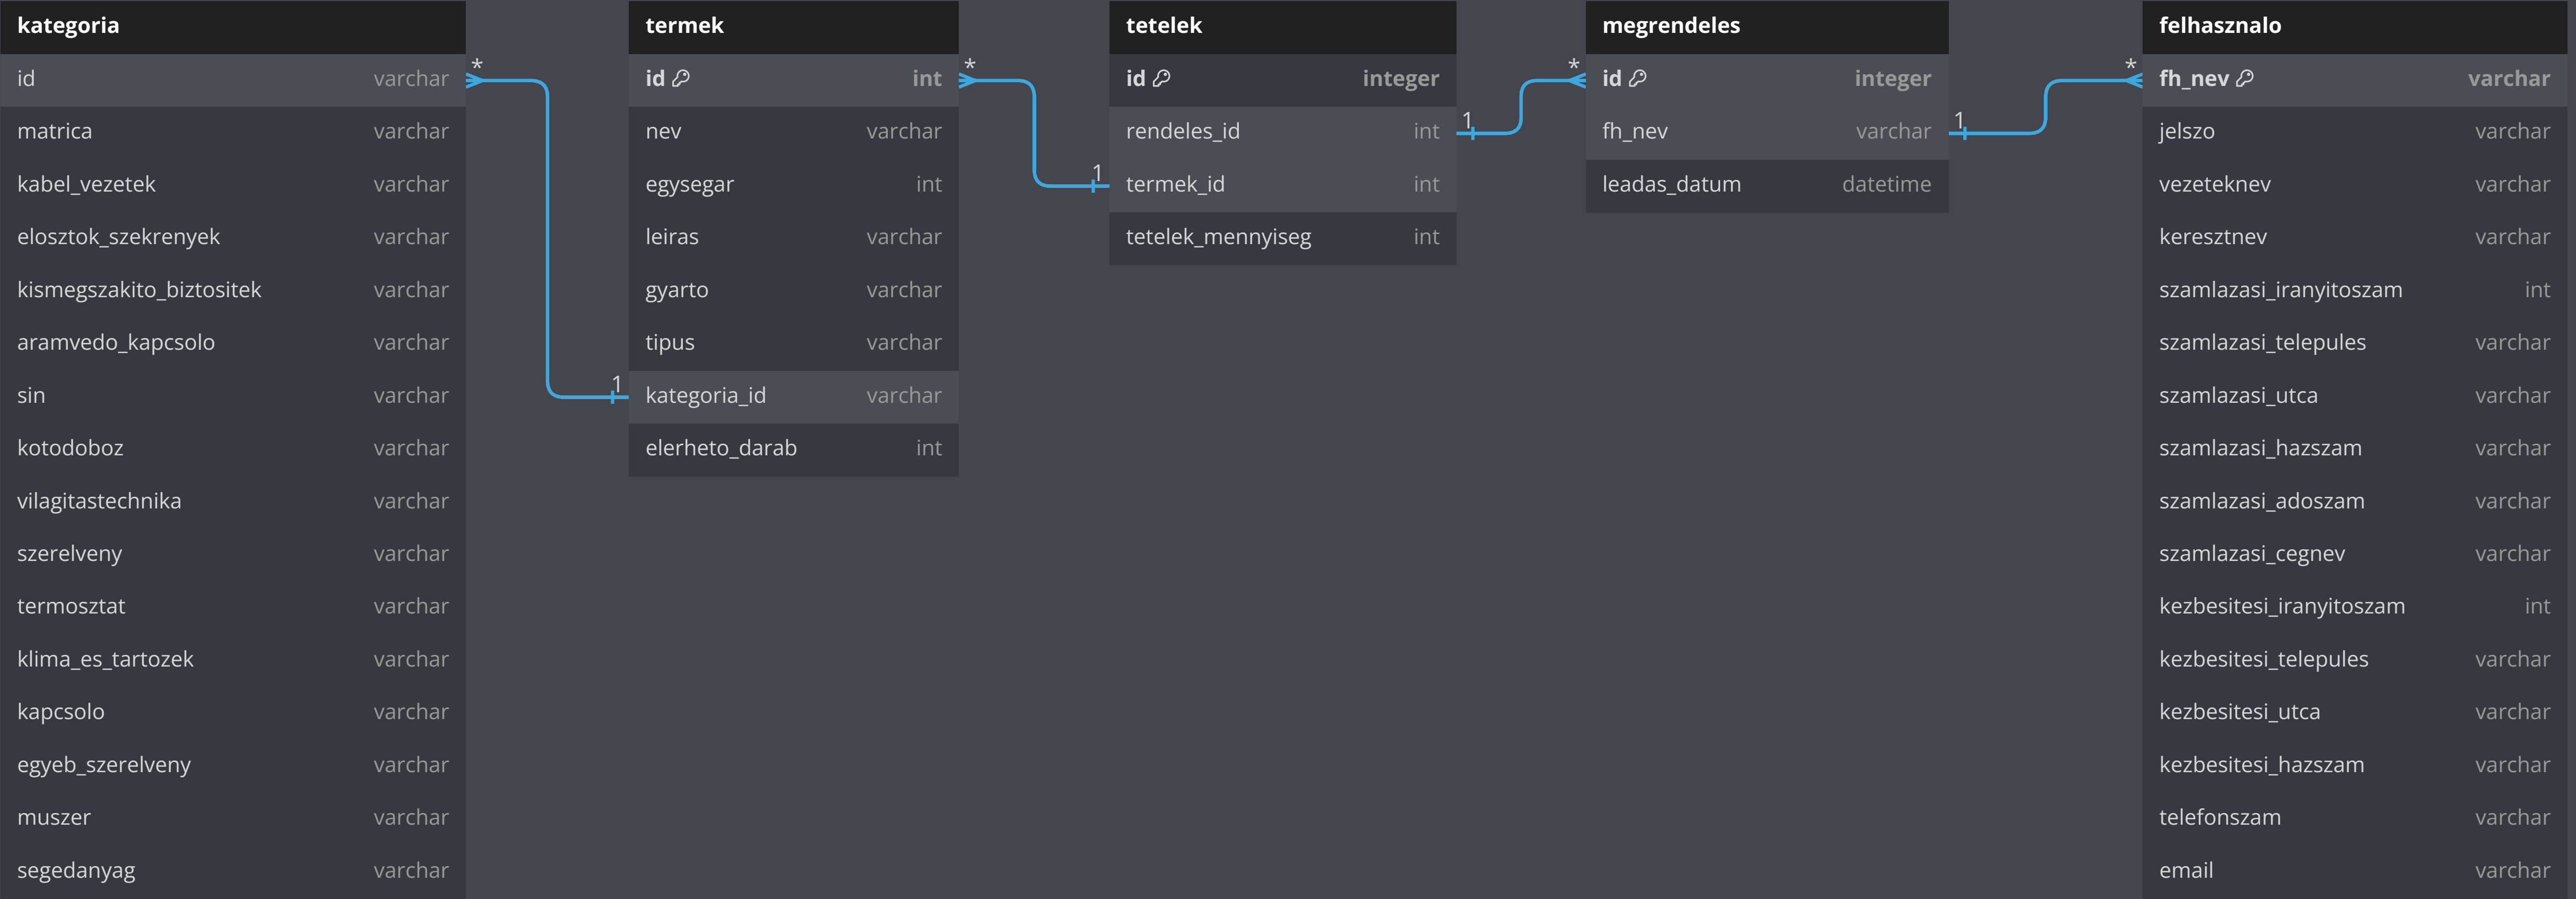 kategoria
id varchar
matrica varchar
kabel_vezetek varchar
elosztok_szekrenyek varchar
kismegszakito_biztositek varchar
aramvedo_kapcsolo varchar
sin varchar
kotodoboz varchar
vilagitastechnika varchar
szerelveny varchar
termosztat varchar
klima_es_tartozek varchar
kapcsolo varchar
egyeb_szerelveny varchar
muszer varchar
segedanyag varchar
*
1
termek
id int
nev varchar
egysegar int
leiras varchar
gyarto varchar
tipus varchar
kategoria_id varchar
elerheto_darab int
*
1
tetelek
id integer
rendeles_id int
termek_id int
tetelek_mennyiseg int
1
*
megrendeles
id integer
fh_nev varchar
leadas_datum datetime
1
*
felhasznalo
fh_nev varchar
jelszo varchar
vezeteknev varchar
keresztnev varchar
szamlazasi_iranyitoszam int
szamlazasi_telepules varchar
szamlazasi_utca varchar
szamlazasi_hazszam varchar
szamlazasi_adoszam varchar
szamlazasi_cegnev varchar
kezbesitesi_iranyitoszam int
kezbesitesi_telepules varchar
kezbesitesi_utca varchar
kezbesitesi_hazszam varchar
telefonszam varchar
email varchar